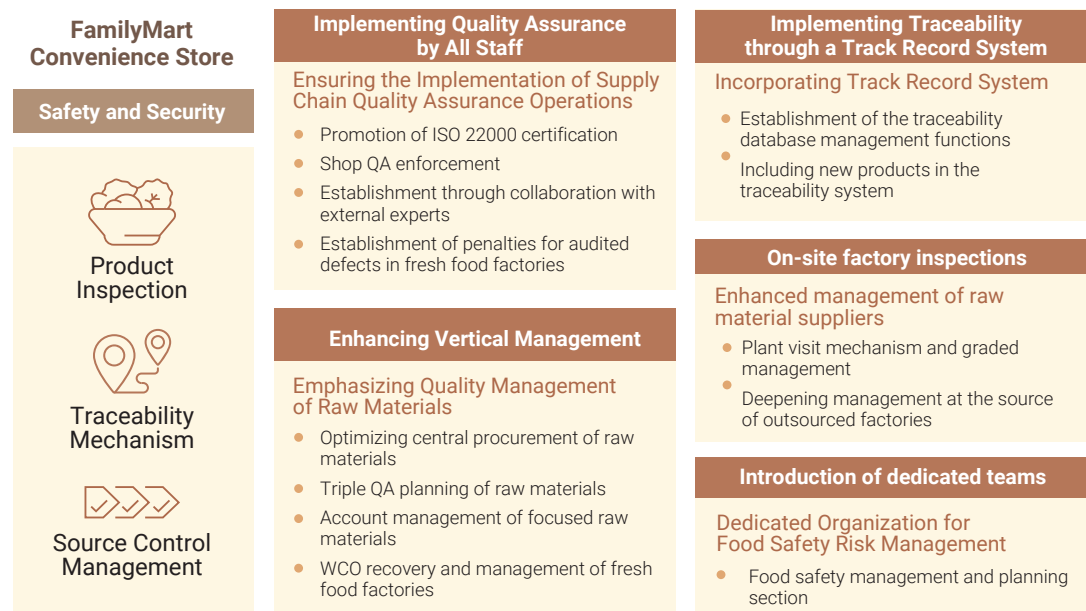 FamilyMart
Convenience Store
Safety and Security
Product
Inspection
Traceability
Mechanism
Source Control
Management
Implementing Quality Assurance
by All Staff
Ensuring the Implementation of Supply
Chain Quality Assurance Operations
Promotion of ISO 22000 certification
Shop QA enforcement
Establishment through collaboration with
external experts
Establishment of penalties for audited
defects in fresh food factories
Enhancing Vertical Management
Emphasizing Quality Management
of Raw Materials
Optimizing central procurement of raw
materials
Triple QA planning of raw materials
Account management of focused raw
materials
WCO recovery and management of fresh
food factories
Implementing Traceability
through a Track Record System
Incorporating Track Record System
Establishment of the traceability
database management functions
Including new products in the
traceability system
On-site factory inspections
Enhanced management of raw
material suppliers
Plant visit mechanism and graded
management
Deepening management at the source
of outsourced factories
Introduction of dedicated teams
Dedicated Organization for
Food Safety Risk Management
Food safety management and planning
section